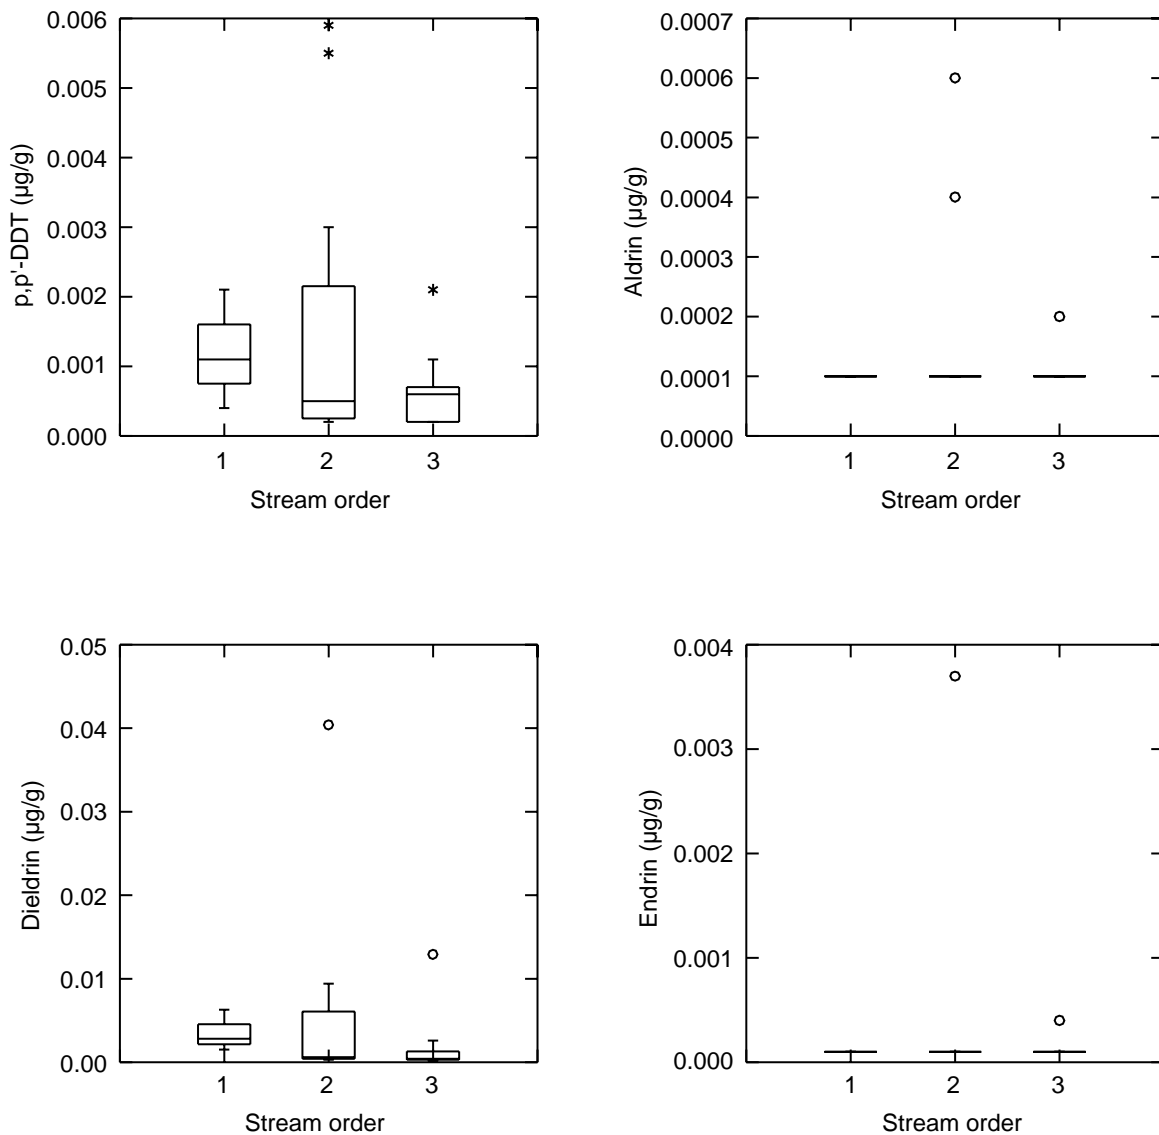 p,p'-DDT (µg/g)
0.006
0.005
0.004
0.003
0.002
0.001
0.000
1 2 3
Stream order
Aldrin (µg/g)
0.0007
0.0006
0.0005
0.0004
0.0003
0.0002
0.0001
0.0000
1 2 3
Stream order
Dieldrin (µg/g)
0.05
0.04
0.03
0.02
0.01
0.00
1 2 3
Stream order
Endrin (µg/g)
0.004
0.003
0.002
0.001
0.000
1 2 3
Stream order